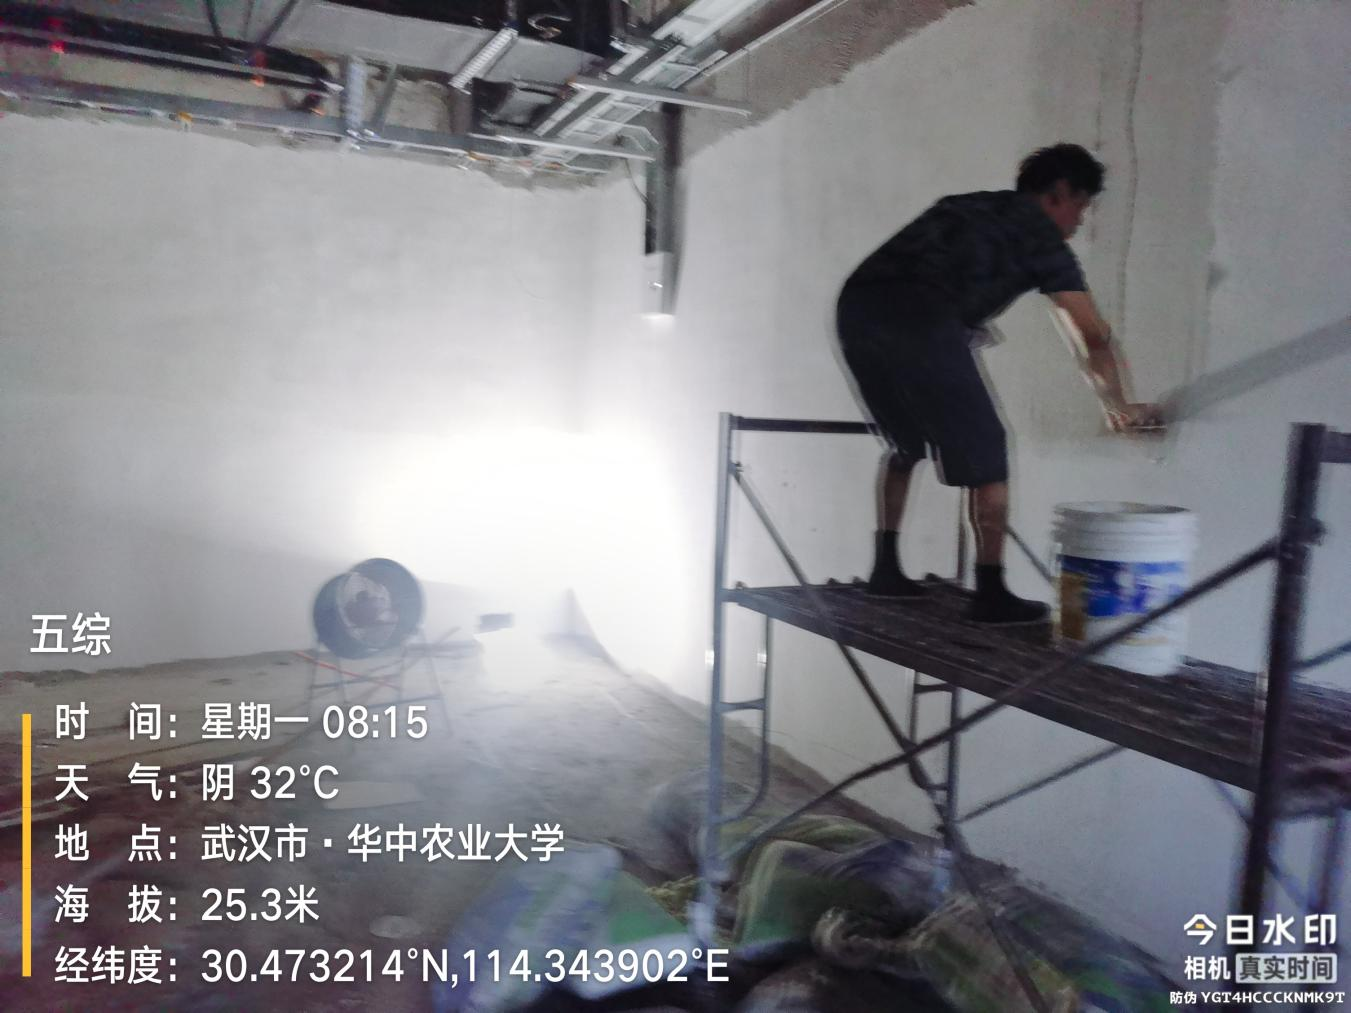 五综
时 间：星期一 08:15
天 气：阴 32°C
地 点：武汉市·华中农业大学
海 拔：25.3米
经纬度：30.473214°N,114.343902°E
今日水印
相机 真实时间
防伪 YGT4HCCCKNMK9T